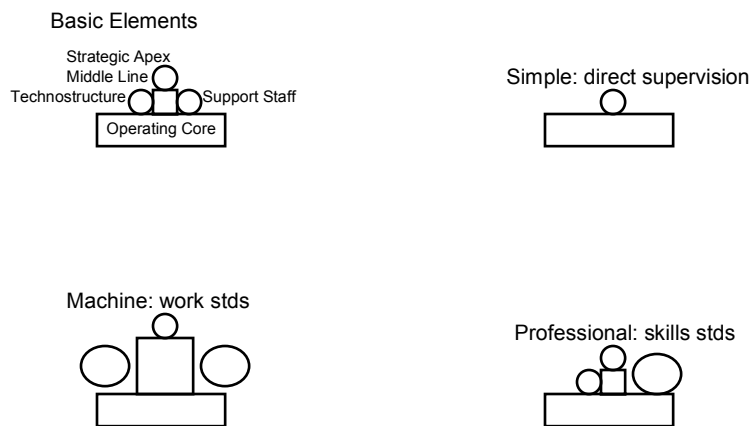 Basic Elements
Strategic Apex
Middle Line
Technostructure
Support Staff
Operating Core
Simple: direct supervision
Machine: work stds
Professional: skills stds